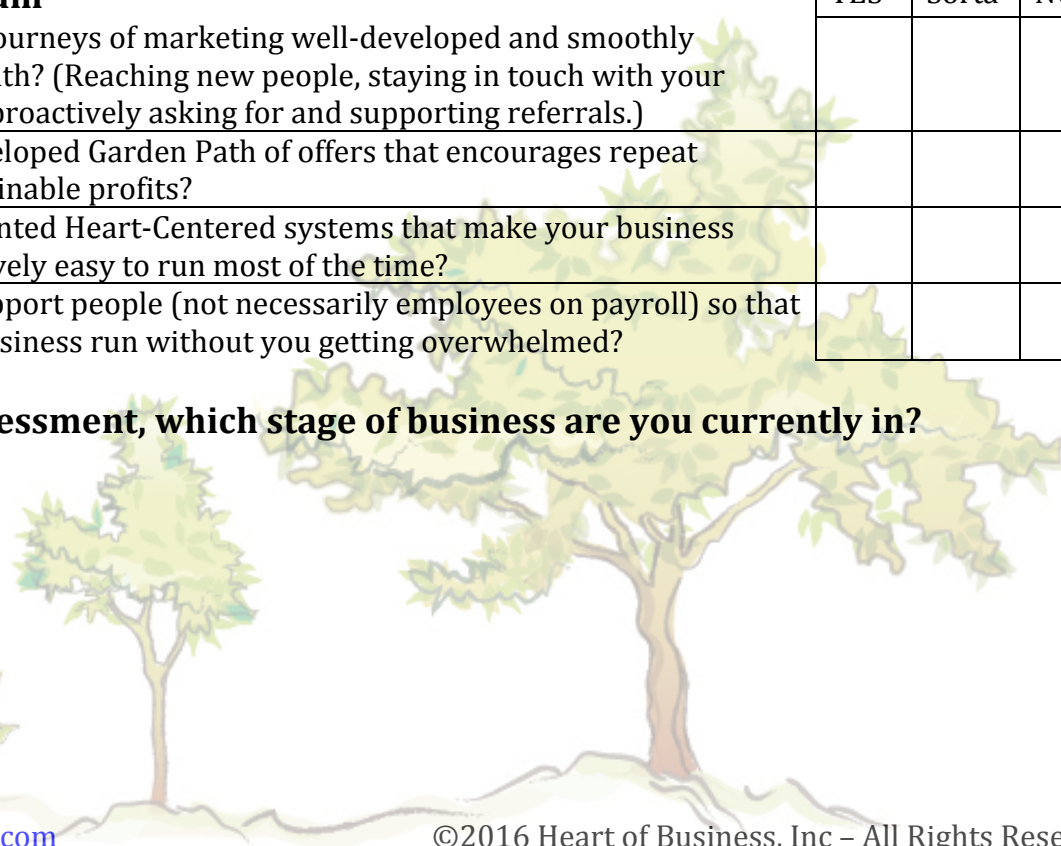 YES Sorta
ourneys of marketing well-developed and smoothly
th? (Reaching new people, staying in touch with your
proactively asking for and supporting referrals.)
eloped Garden Path of offers that encourages repeat
inable profits?
nted Heart-Centered systems that make your business
vely easy to run most of the time?
pport people (not necessarily employees on payroll) so that
siness run without you getting overwhelmed?
essment, which stage of business are you currently in?
com ©2016 Heart of Business, Inc – All Rights Rese